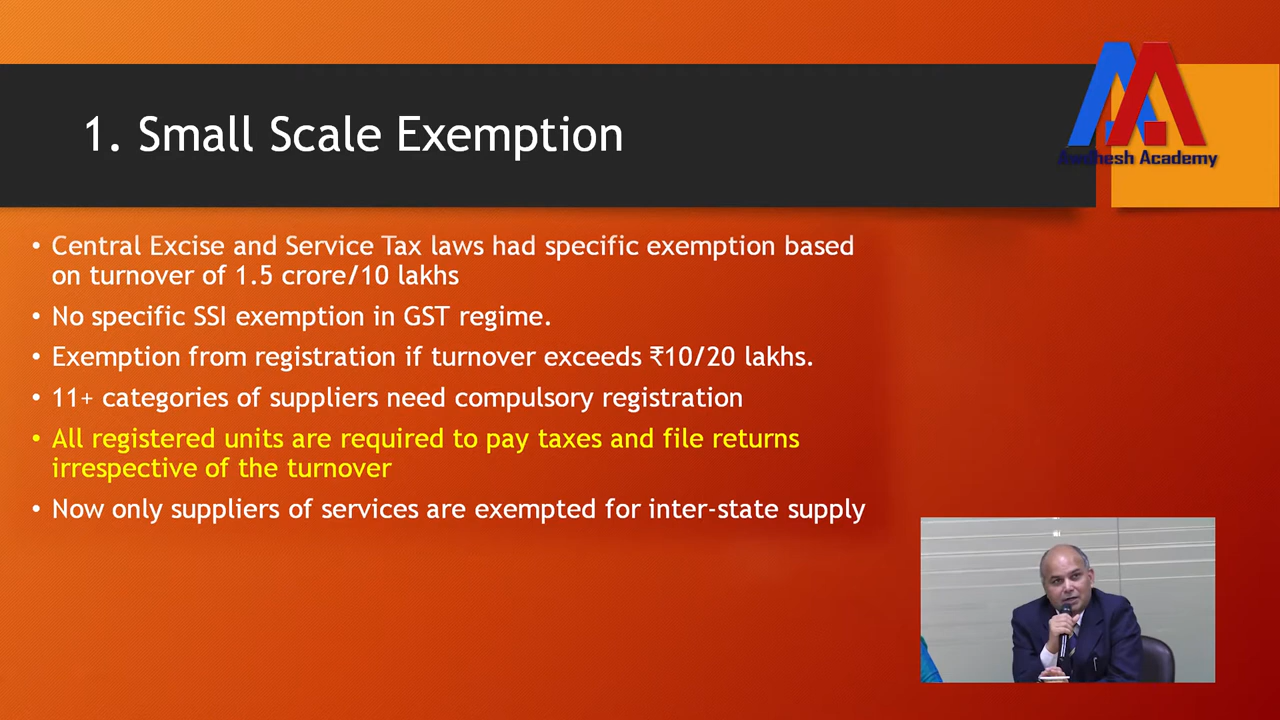 Aadhesh Academy
1. Small Scale Exemption
• Central Excise and Service Tax laws had specific exemption based
on turnover of 1.5 crore/10 lakhs
• No specific SSI exemption in GST regime.
• Exemption from registration if turnover exceeds ₹10/20 lakhs.
• 11+ categories of suppliers need compulsory registration
• All registered units are required to pay taxes and file returns
irrespective of the turnover
• Now only suppliers of services are exempted for inter-state supply